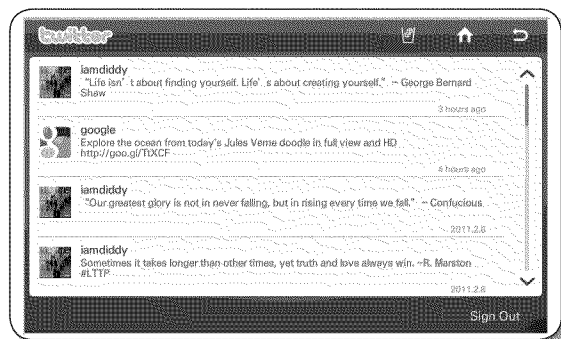 twitter
iamdiddy
"Life isn't about finding yourself. Life's about creating yourself." - George Bernard
Shaw
3 hours ago
google
Explore the ocean from today's Jules Verne doodle in full view and HD
http://goo.gl/TtXCF
4 hours ago
iamdiddy
"Our greatest glory is not in never falling, but in rising every time we fall." - Confucious
2011.2.8
iamdiddy
Sometimes it takes longer than other times, yet truth and love always win. ~R. Marston
#LTTP
2011.2.8
Sign Out